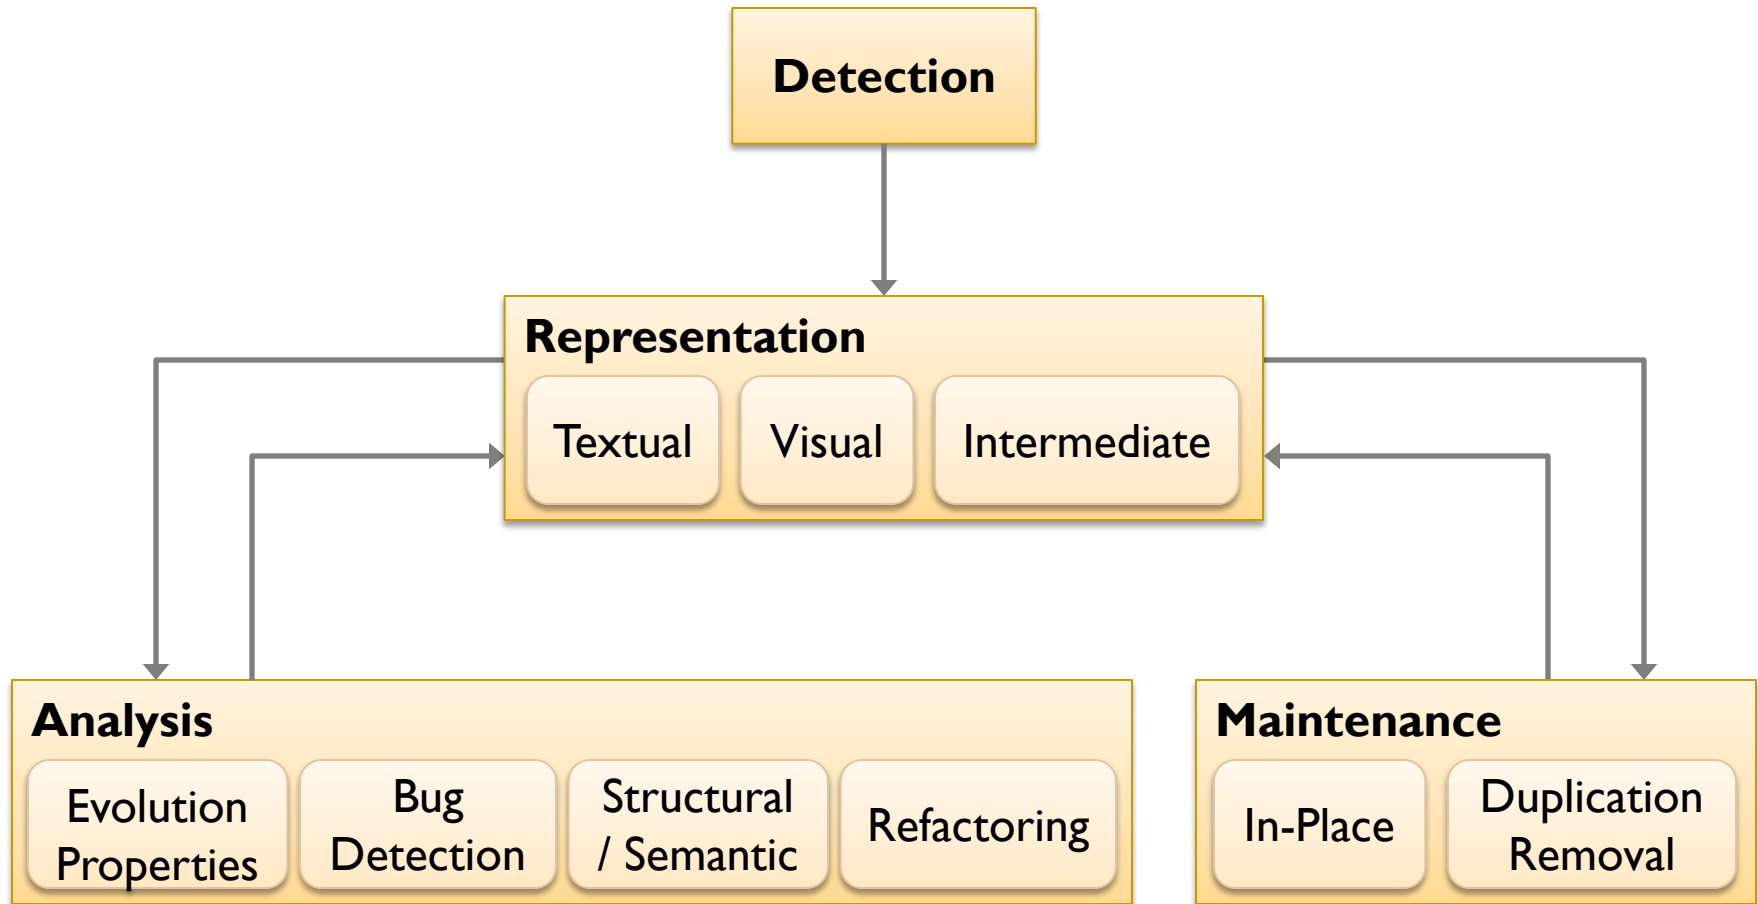 Detection
Representation
Textual
Visual
Intermediate
Analysis
Evolution
Properties
Bug
Detection
Structural
/ Semantic
Refactoring
Maintenance
In-Place
Duplication
Removal